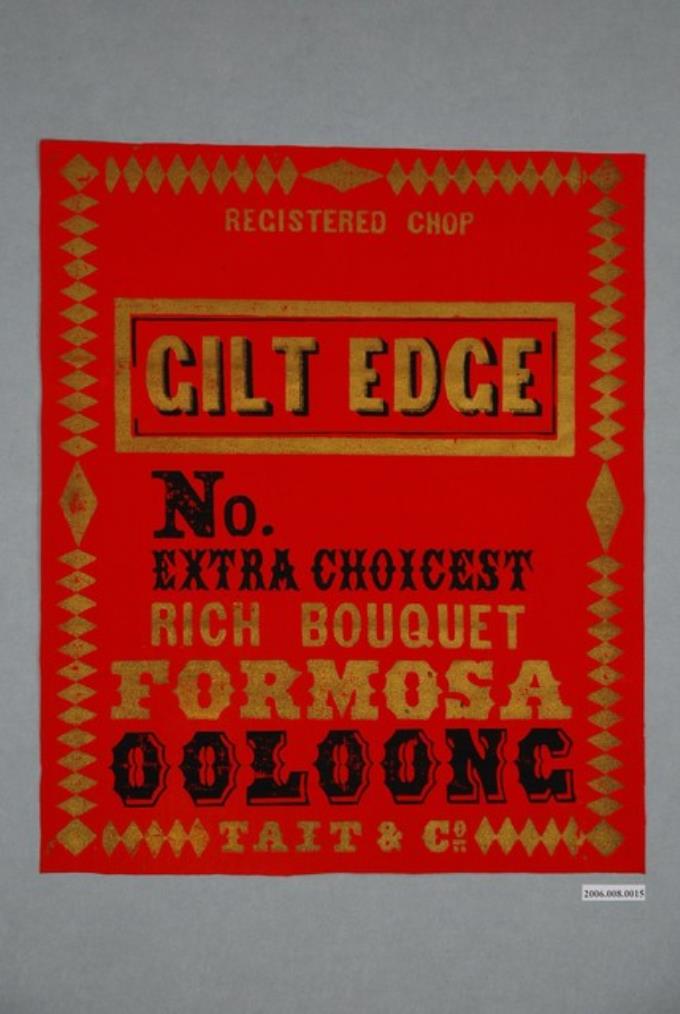 REGISTERED CHOP
GILT EDGE
No.
EXTRA CHOICEST
RICH BOUQUET
FORMOSA
OOLOONG
TAIT & Co
2006.008.0015